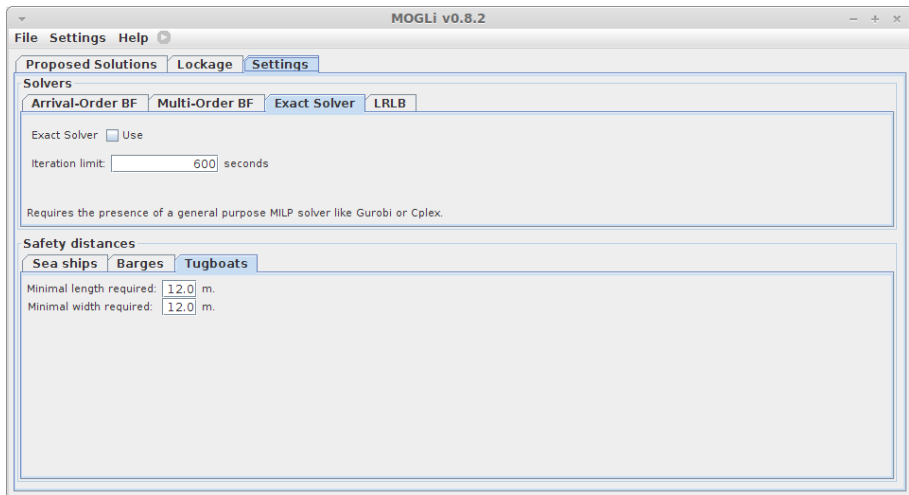 MOGLi v0.8.2
File Settings Help
Proposed Solutions Lockage Settings
Solvers
Arrival-Order BF Multi-Order BF Exact Solver LRLB
Exact Solver Use
Iteration limit: 600 seconds
Requires the presence of a general purpose MILP solver like Gurobi or Cplex.
Safety distances
Sea ships Barges Tugboats
Minimal length required: 12.0 m.
Minimal width required: 12.0 m.